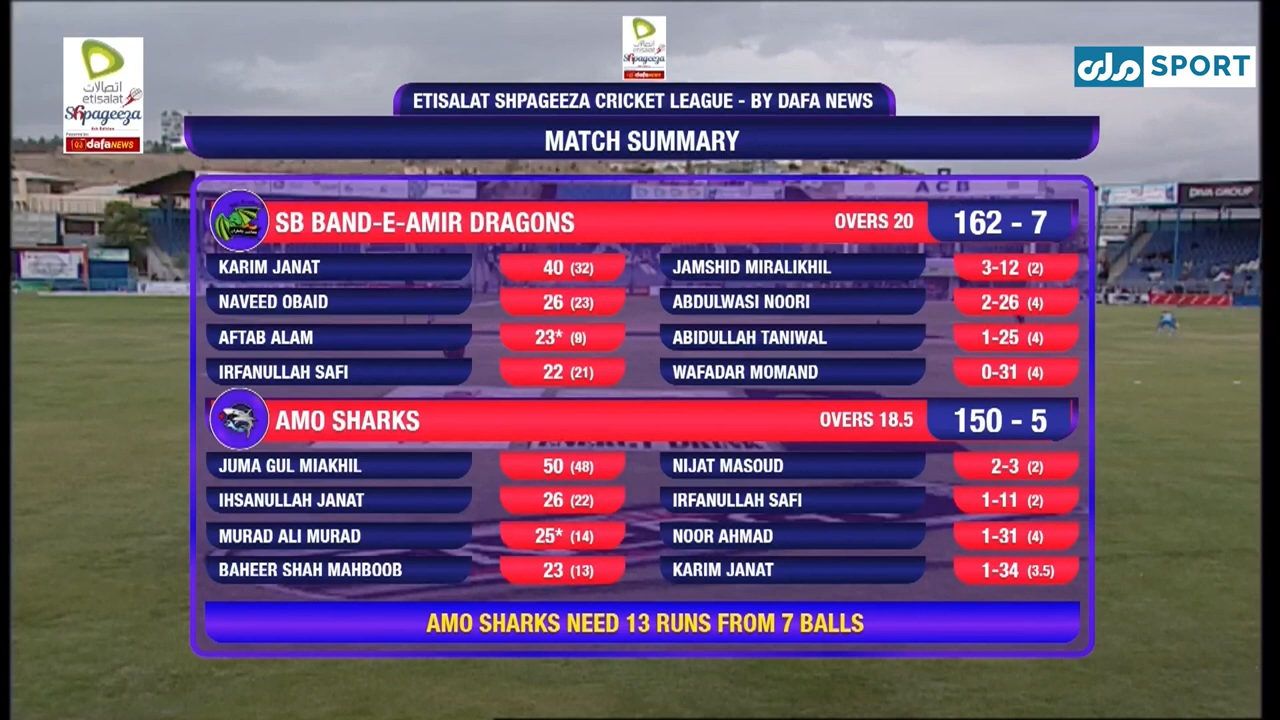 اتصالات
etisalat
Shpageeza
dafaNEWS
etisalat
Shpageeza
SPORT
ETISALAT SHPAGEEZA CRICKET LEAGUE - BY DAFA NEWS
MATCH SUMMARY
ACB
DIVA GROUP
SB BAND-E-AMIR DRAGONS OVERS 20 162 - 7
KARIM JANAT 40 (32) JAMSHID MIRALIKHIL 3-12 (2)
NAVEED OBAID 26 (23) ABDULWASI NOORI 2-26 (4)
AFTAB ALAM 23* (9) ABIDULLAH TANIWAL 1-25 (4)
IRFANULLAH SAFI 22 (21) WAFADAR MOMAND 0-31 (4)
AMO SHARKS OVERS 18.5 150 - 5
JUMA GUL MIAKHIL 50 (48) NIJAT MASOUD 2-3 (2)
IHSANULLAH JANAT 26 (22) IRFANULLAH SAFI 1-11 (2)
MURAD ALI MURAD 25* (14) NOOR AHMAD 1-31 (4)
BAHEER SHAH MAHBOOB 23 (13) KARIM JANAT 1-34 (3.5)
AMO SHARKS NEED 13 RUNS FROM 7 BALLS